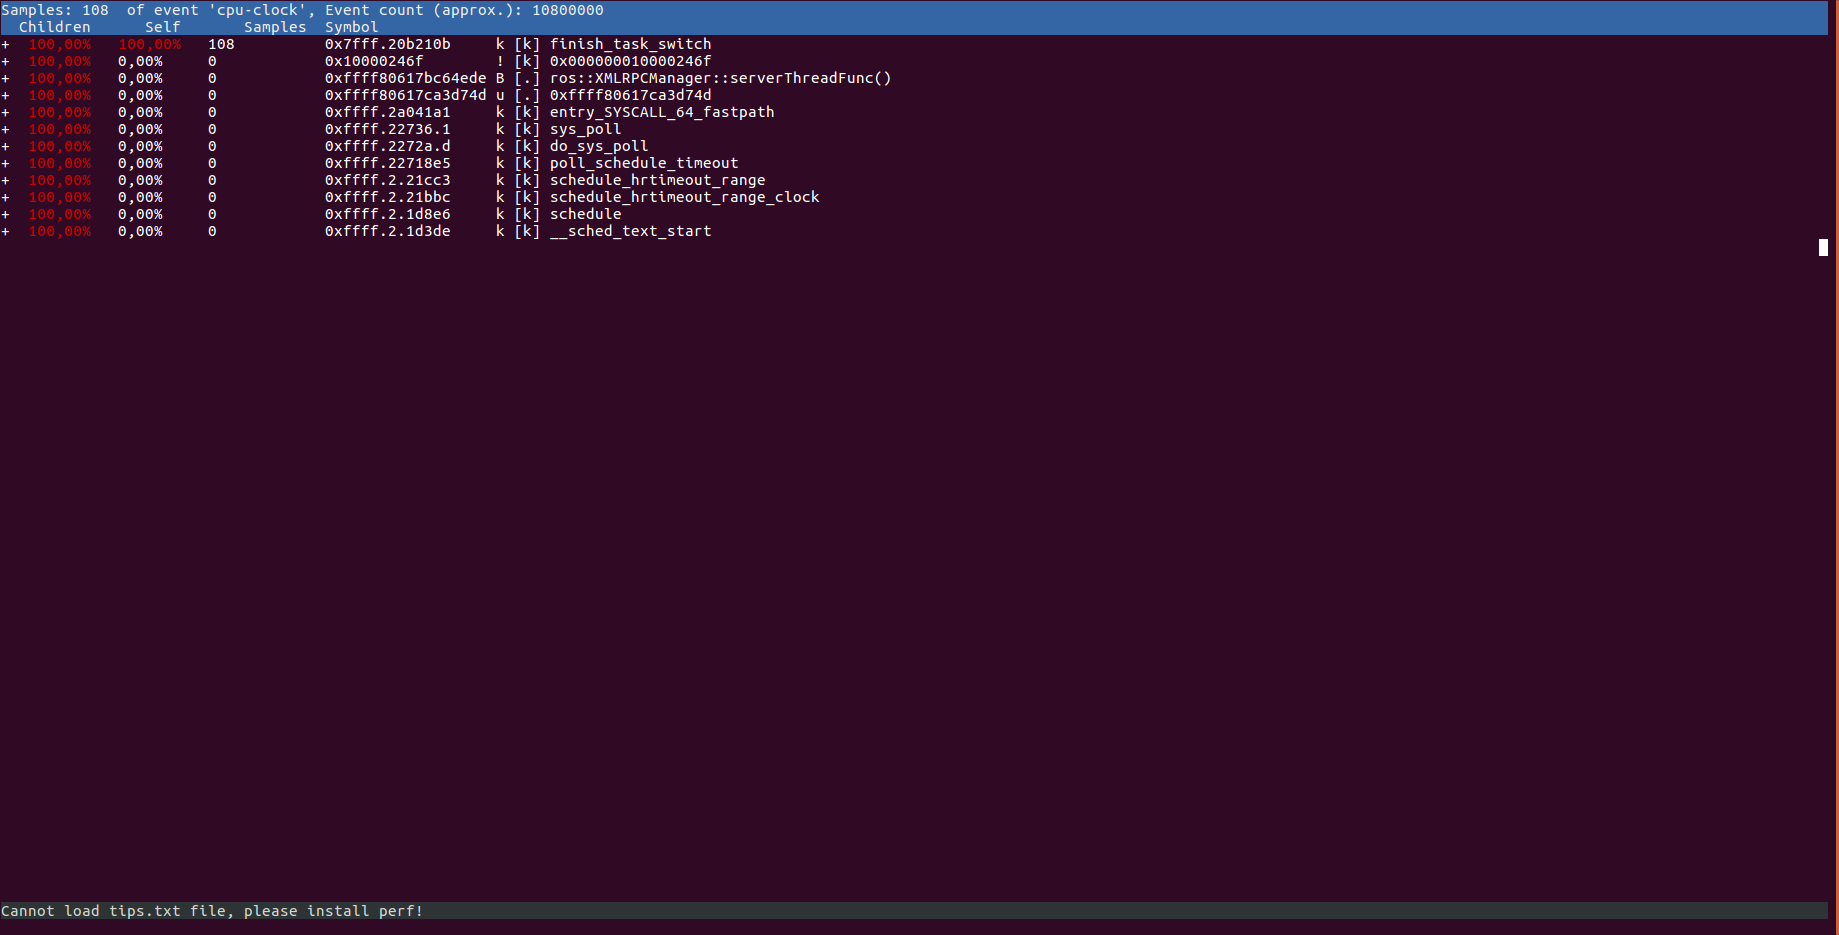 Samples: 108  of event 'cpu-clock', Event count (approx.): 10800000
  Children      Self       Samples  Symbol
+  100,00%   100,00%   108          0x7fff.20b210b     k [k] finish_task_switch
+  100,00%   0,00%     0            0x10000246f        ! [k] 0x000000010000246f
+  100,00%   0,00%     0            0xffff80617bc64ede B [.] ros::XMLRPCManager::serverThreadFunc()
+  100,00%   0,00%     0            0xffff80617ca3d74d u [.] 0xffff80617ca3d74d
+  100,00%   0,00%     0            0xffff.2a041a1     k [k] entry_SYSCALL_64_fastpath
+  100,00%   0,00%     0            0xffff.22736.1     k [k] sys_poll
+  100,00%   0,00%     0            0xffff.2272a.d     k [k] do_sys_poll
+  100,00%   0,00%     0            0xffff.22718e5     k [k] poll_schedule_timeout
+  100,00%   0,00%     0            0xffff.2.21cc3     k [k] schedule_hrtimeout_range
+  100,00%   0,00%     0            0xffff.2.21bbc     k [k] schedule_hrtimeout_range_clock
+  100,00%   0,00%     0            0xffff.2.1d8e6     k [k] schedule
+  100,00%   0,00%     0            0xffff.2.1d3de     k [k] __sched_text_start
Cannot load tips.txt file, please install perf!